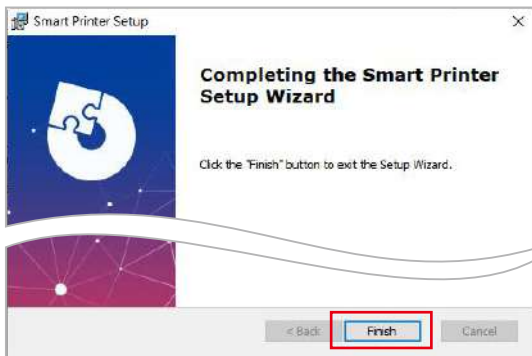 Smart Printer Setup
Completing the Smart Printer
Setup Wizard
Click the "Finish" button to exit the Setup Wizard.
< Back
Finish
Cancel